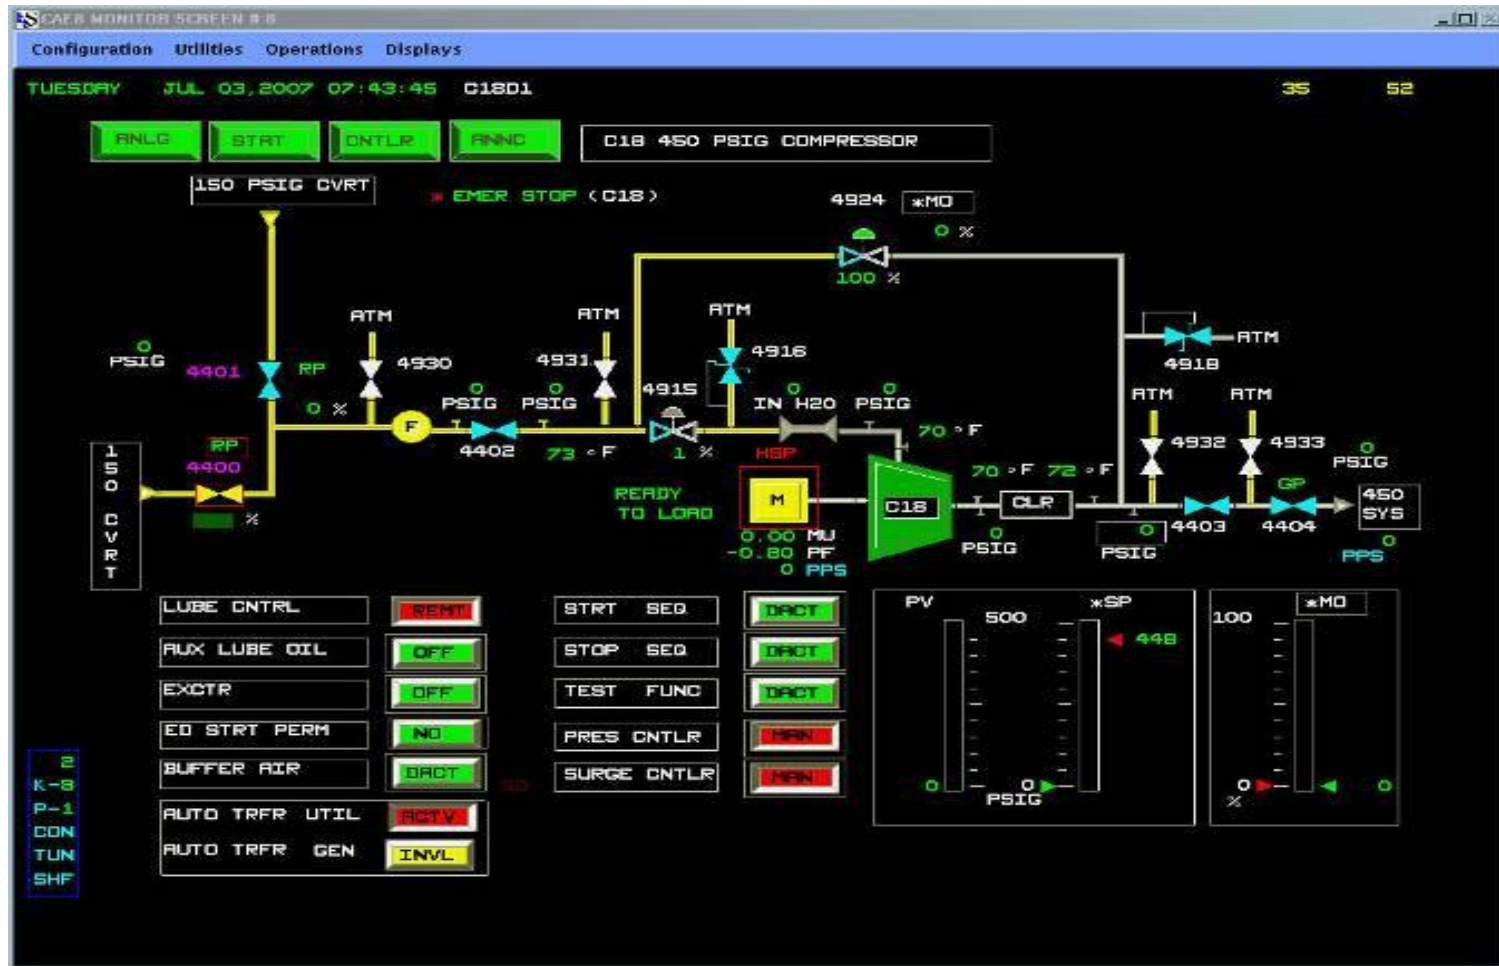 CAEB MONITOR SCREEN # 8
Configuration Utilities Operations Displays
TUESDAY JUL 03,2007 07:43:45 C18D1 35 52
ANLG STRT CNTLR ANNC C18 450 PSIG COMPRESSOR
150 PSIG CVRT * EMER STOP (C18)
4924 *MO
0 %
100 %
ATM ATM ATM
0 PSIG 4401 RP 4930 4931 4916 ATM
4918
0 % 0 PSIG 0 PSIG 4915 0 IN H20 0 PSIG ATM ATM
RP 4402 73 °F 1 % 70 °F 4932 4933 0 PSIG
4400 HSP 70 °F 72 °F GP
150 CVRT % READY TO LOAD M C18 CLR 450 SYS
0 PSIG 0 PSIG 4403 4404 0 PPS
0.00 MW
-0.80 PF
0 PPS
LUBE CNTRL REMT
AUX LUBE OIL OFF
EXCTR OFF
EO STRT PERM NO
BUFFER AIR DACT SD
AUTO TRFR UTIL ACTV
AUTO TRFR GEN INVL
STRT SEQ DACT
STOP SEQ DACT
TEST FUNC DACT
PRES CNTLR MAN
SURGE CNTLR MAN
PV *SP
500
448
0 0
PSIG
*MO
100
0 0
%
2
K-8
P-1
CON
TUN
SHF